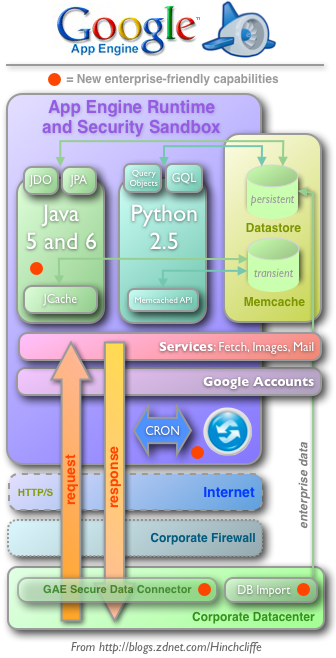 Google™
App Engine
= New enterprise-friendly capabilities
App Engine Runtime
and Security Sandbox
JDO
JPA
Java
5 and 6
JCache
Query
Objects
GQL
Python
2.5
Memcached API
persistent
Datastore
transient
Memcache
Services: Fetch, Images, Mail
Google Accounts
CRON
request
response
enterprise data
HTTP/S
Internet
Corporate Firewall
GAE Secure Data Connector
DB Import
Corporate Datacenter
From http://blogs.zdnet.com/Hinchcliffe